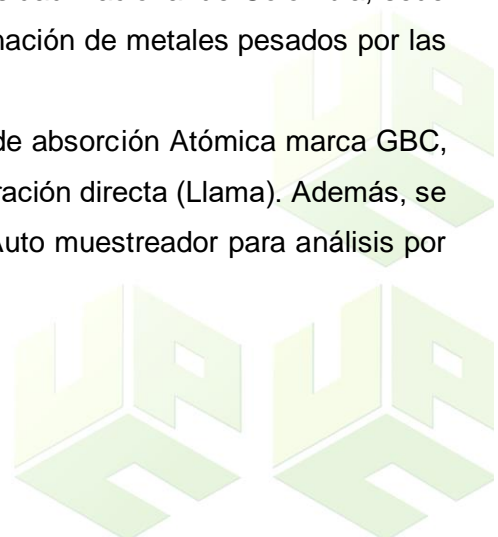 nación de metales pesados por las
de absorción Atómica marca GBC,
ración directa (Llama). Además, se
Auto muestreador para análisis por